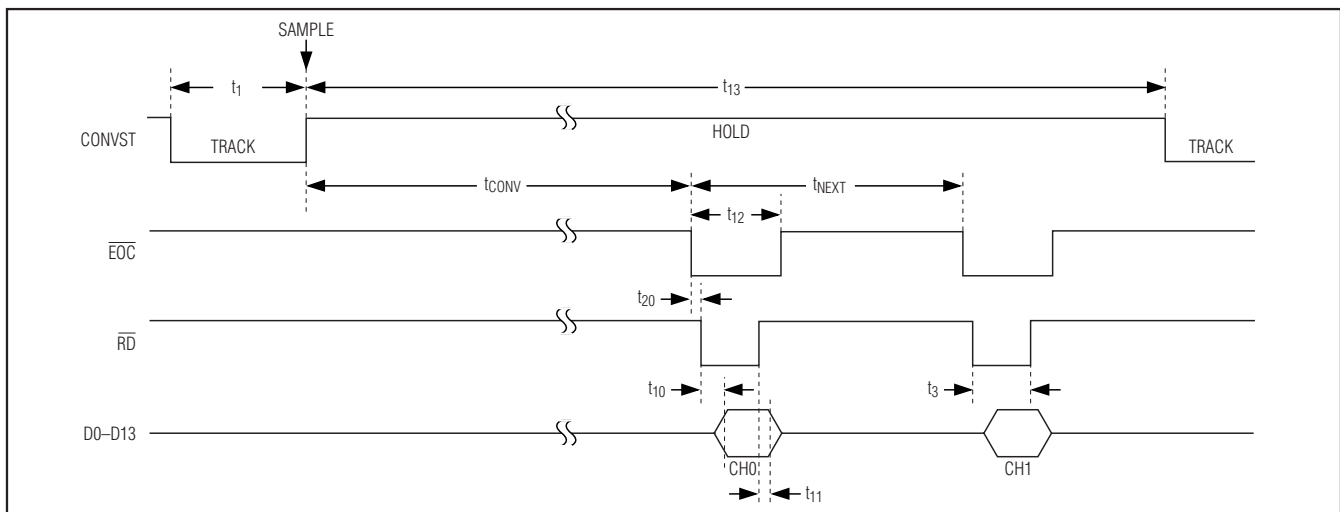 SAMPLE
t1
t13
CONVST
TRACK
HOLD
TRACK
tCONV
tNEXT
t12
EOC
t20
RD
t10
t3
D0–D13
CH0
CH1
t11